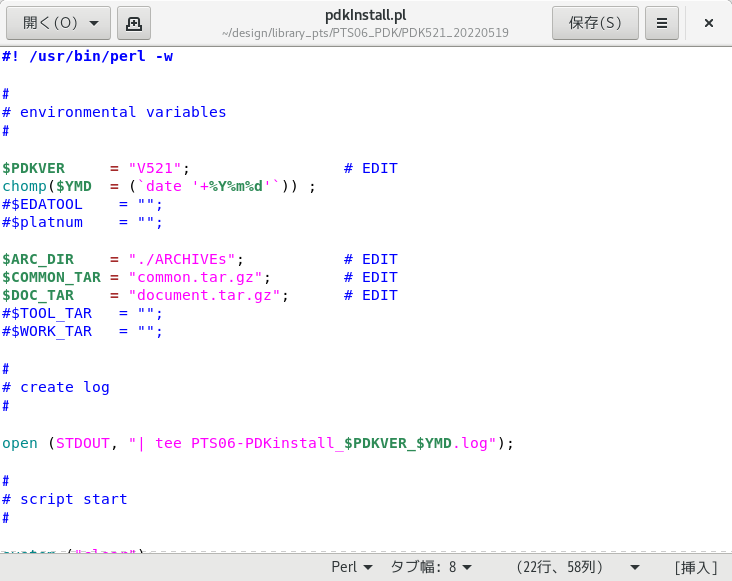 開く(O)
pdkInstall.pl
~/design/library_pts/PTS06_PDK/PDK521_20220519
保存(S)
#! /usr/bin/perl -w
#
# environmental variables
#
$PDKVER     = "V521";                 # EDIT
chomp($YMD  = (`date '+%Y%m%d'`)) ;
#$EDATOOL    = "";
#$platnum    = "";
$ARC_DIR    = "./ARCHIVEs";           # EDIT
$COMMON_TAR = "common.tar.gz";        # EDIT
$DOC_TAR    = "document.tar.gz";      # EDIT
#$TOOL_TAR   = "";
#$WORK_TAR   = "";
#
# create log
#
open (STDOUT, "| tee PTS06-PDKinstall_$PDKVER_$YMD.log");
#
# script start
#
system ("clear")
Perl タブ幅: 8 (22行、58列) [挿入]